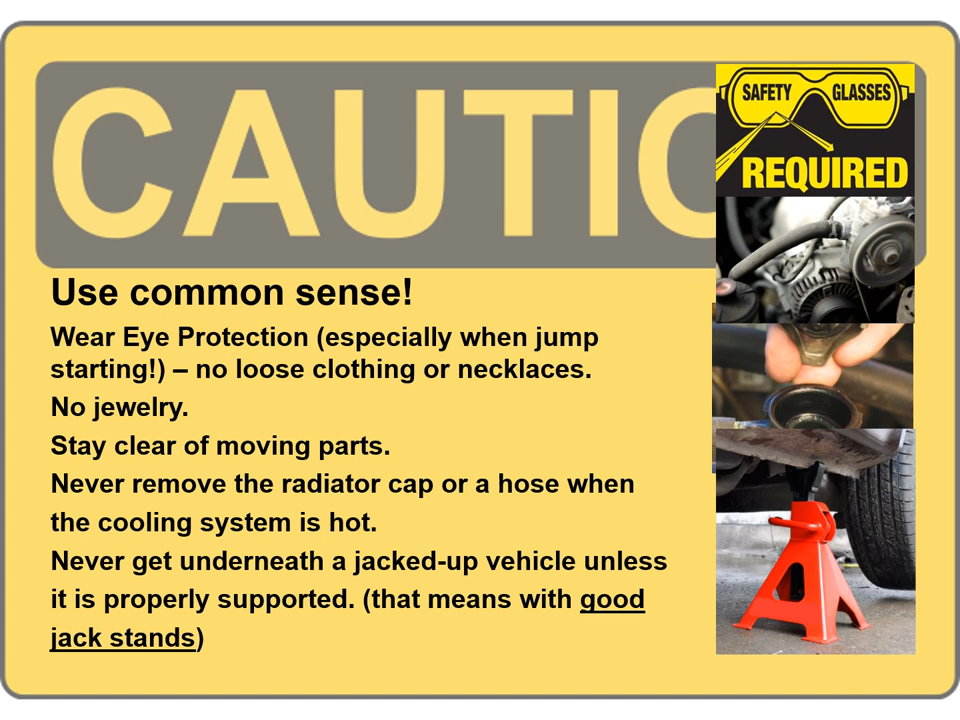 CAUTIO
SAFETY GLASSES
REQUIRED
Use common sense!
Wear Eye Protection (especially when jump
starting!) – no loose clothing or necklaces.
No jewelry.
Stay clear of moving parts.
Never remove the radiator cap or a hose when
the cooling system is hot.
Never get underneath a jacked-up vehicle unless
it is properly supported. (that means with good
jack stands)